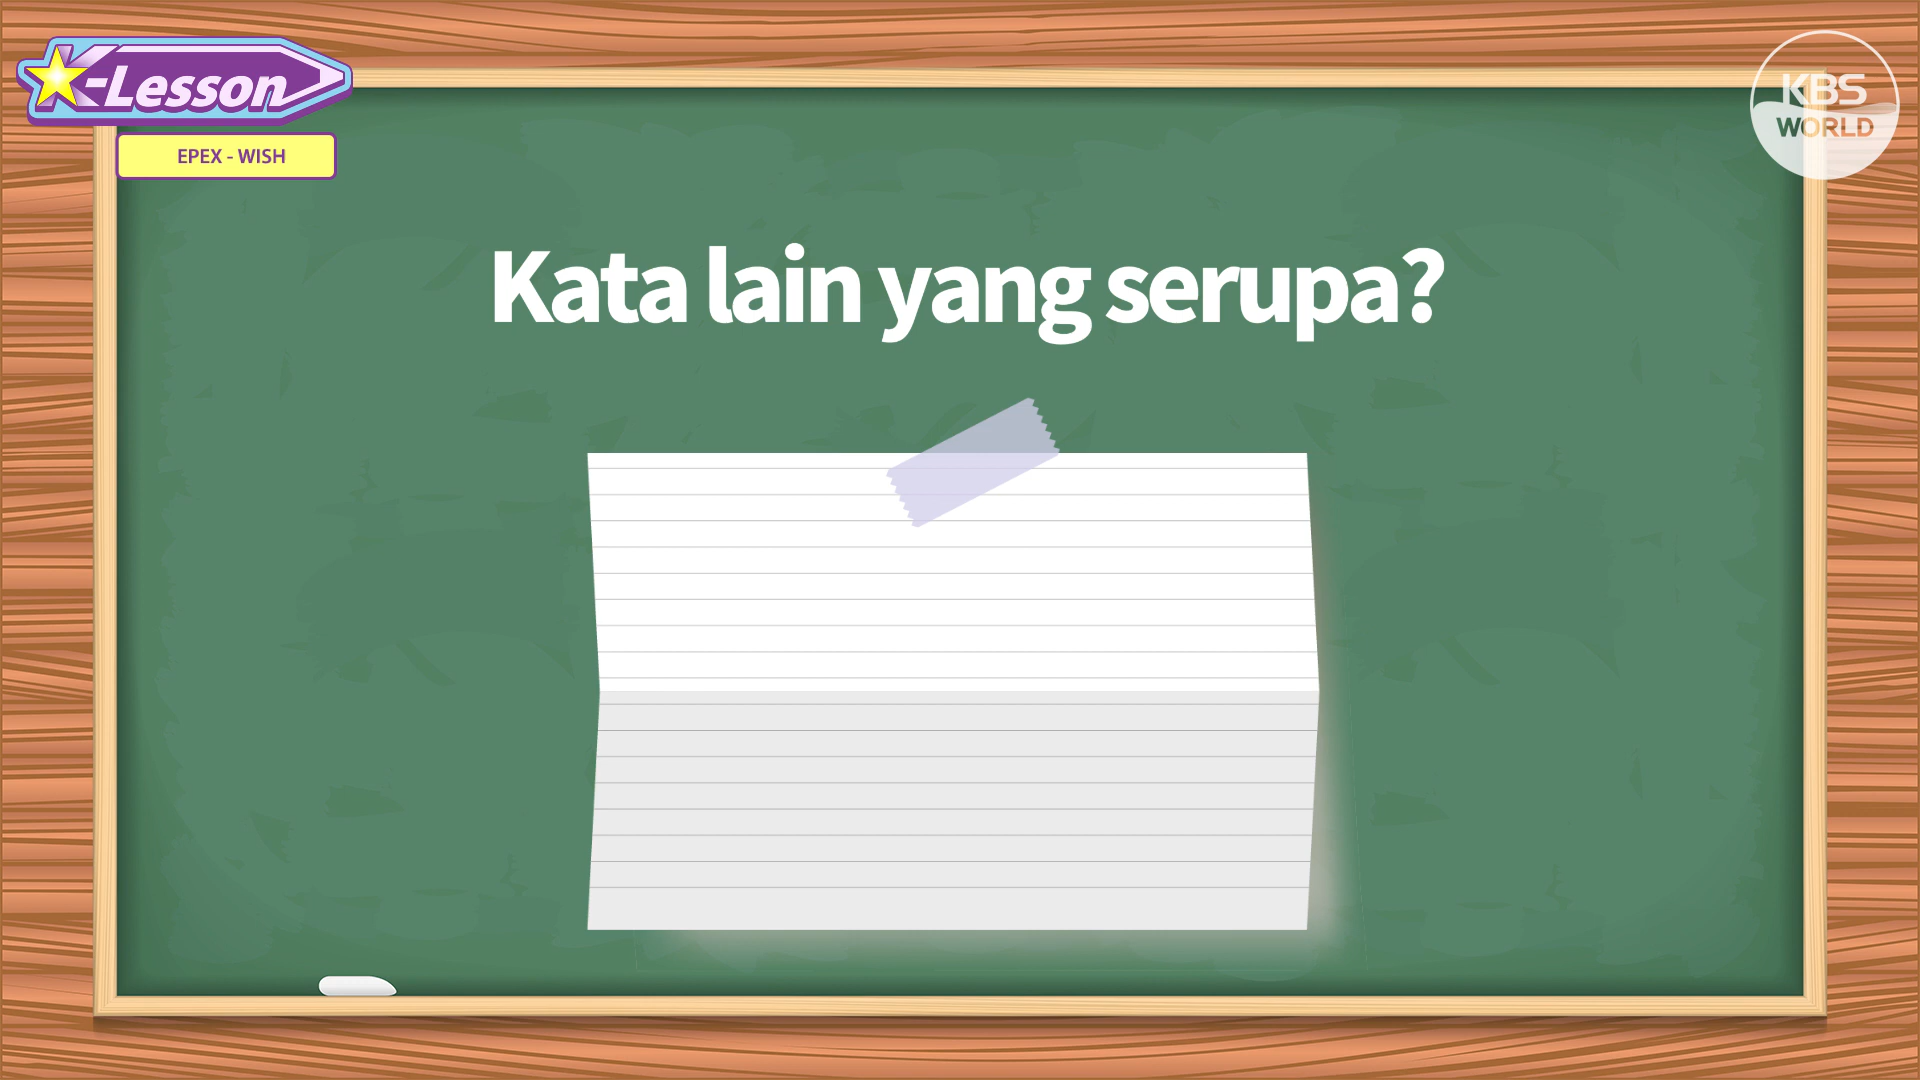 K-Lesson
EPEX - WISH
KBS
WORLD
Kata lain yang serupa?